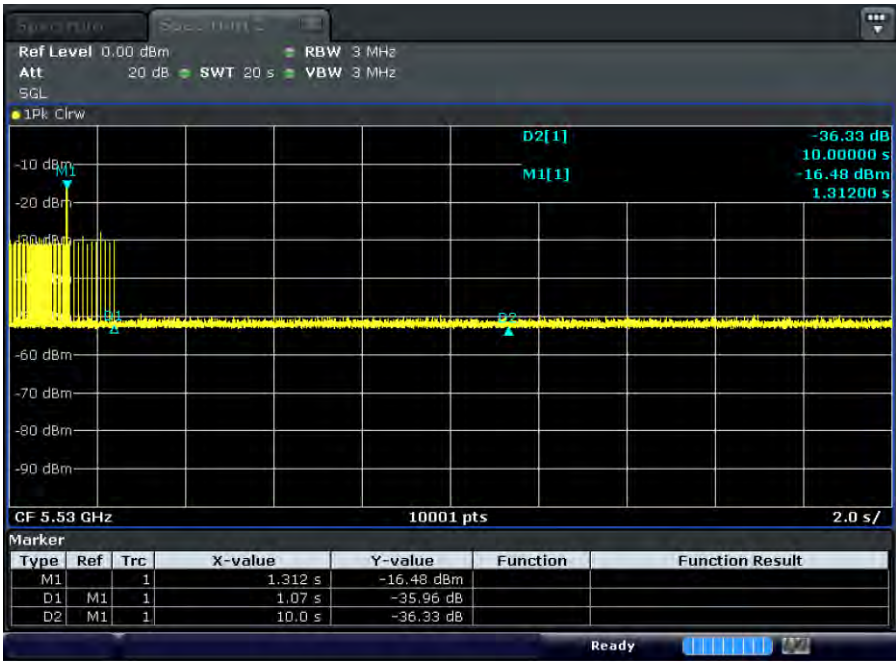 Ref Level 0.00 dBm RBW 3 MHz
Att 20 dB SWT 20 s VBW 3 MHz
SGL
1Pk Clrw
D2[1] -36.33 dB
10.00000 s
M1[1] -16.48 dBm
1.31200 s
-10 dBm
M1
-20 dBm
D1
D2
-60 dBm
-70 dBm
-80 dBm
-90 dBm
CF 5.53 GHz 10001 pts 2.0 s/
Marker
Type Ref Trc X-value Y-value Function Function Result
M1 1 1.312 s -16.48 dBm
D1 M1 1 1.07 s -35.96 dB
D2 M1 1 10.0 s -36.33 dB
Ready